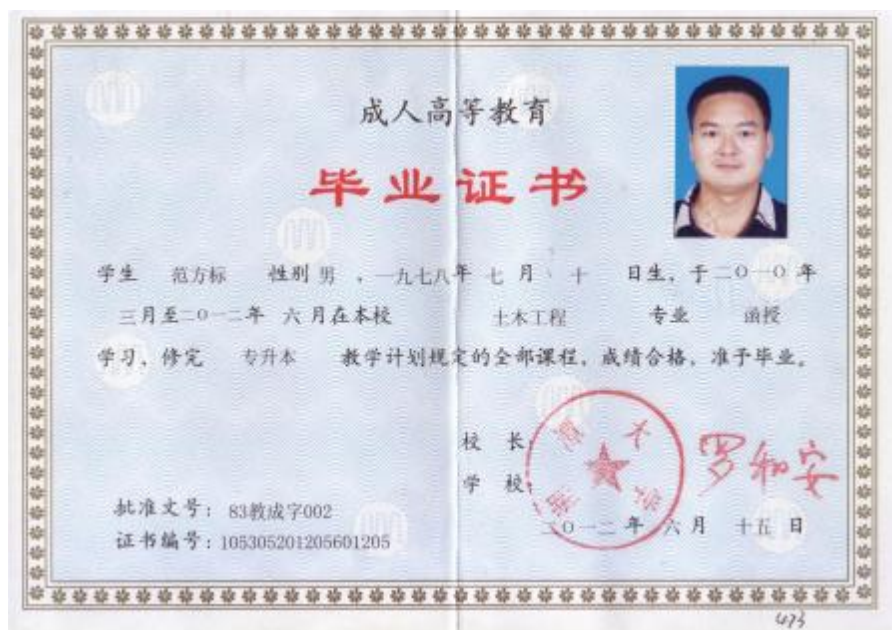 成人高等教育
毕业证书
学生 范方标 性别 男 、一九七八年 七 月 十 日生，于二〇一〇年
三月至二〇一二年 六 月在本校 土木工程 专业 函授
学习，修完 专升本 教学计划规定的全部课程，成绩合格，准予毕业。
校 长： 罗和安
学 校：
湘潭大学
批准文号：83教成字002
二〇一二 年 六 月 十五 日
证书编号：105305201205601205
473